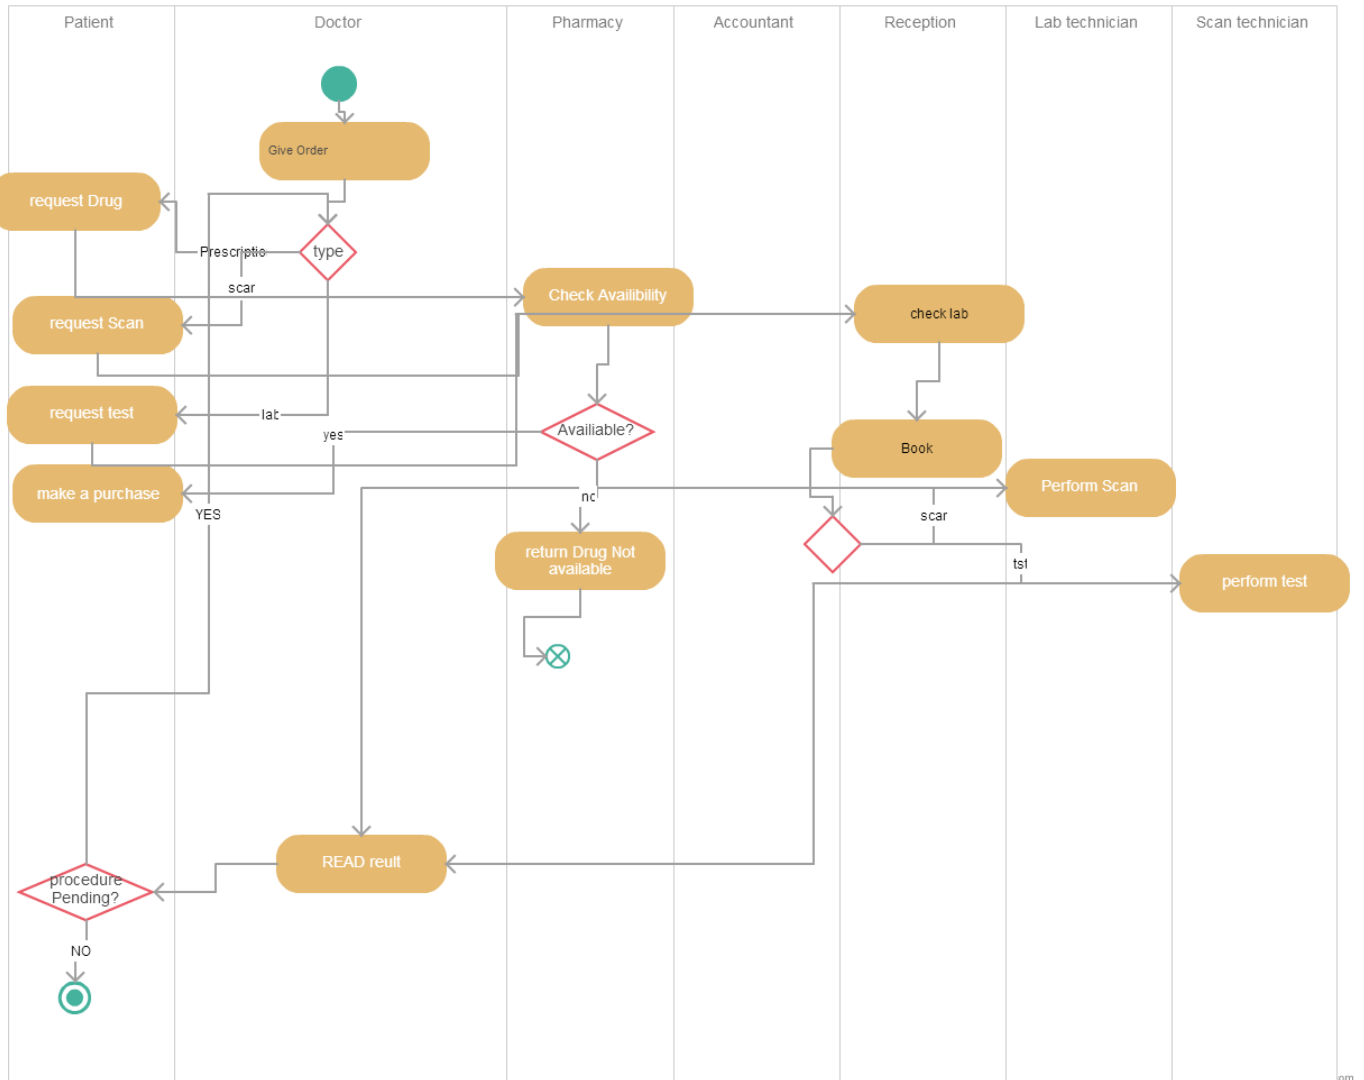 Patient
Doctor
Pharmacy
Accountant
Reception
Lab technician
Scan technician
Give Order
request Drug
Prescriptio
type
scar
Check Availibility
check lab
request Scan
request test
lab
yes
Availiable?
Book
make a purchase
YES
nc
Perform Scan
scar
return Drug Not
available
tst
perform test
READ reult
procedure
Pending?
NO
om